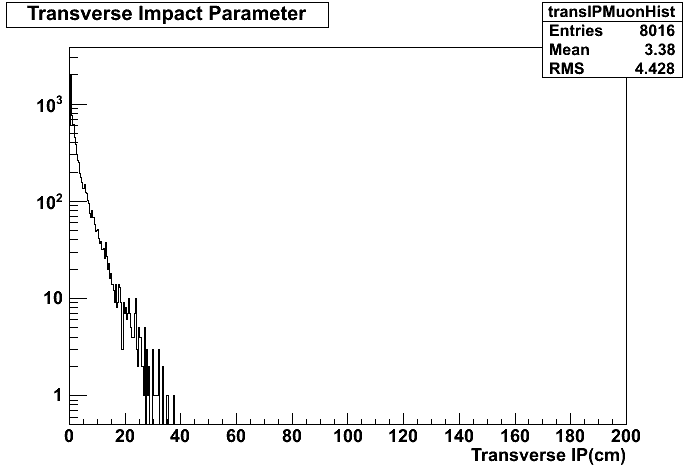 Transverse Impact Parameter
transIPMuonHist
Entries 8016
Mean 3.38
RMS 4.428
10³
10²
10
1
0 20 40 60 80 100 120 140 160 180 200
Transverse IP(cm)